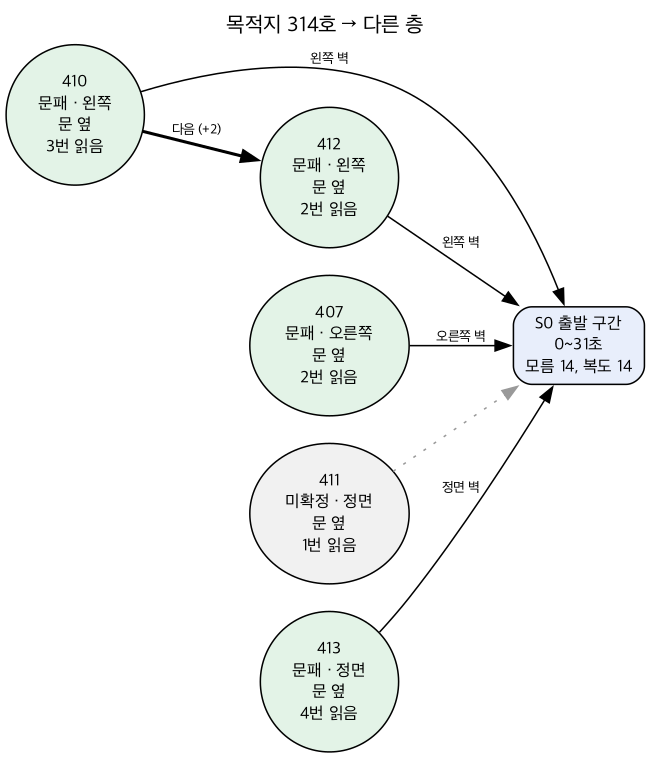 목적지 314호 → 다른 층
왼쪽 벽
410
문패 · 왼쪽
문 옆
3번 읽음
다음 (+2)
412
문패 · 왼쪽
문 옆
2번 읽음
왼쪽 벽
407
문패 · 오른쪽
문 옆
2번 읽음
오른쪽 벽
S0 출발 구간
0~31초
모름 14, 복도 14
411
미확정 · 정면
문 옆
1번 읽음
정면 벽
413
문패 · 정면
문 옆
4번 읽음